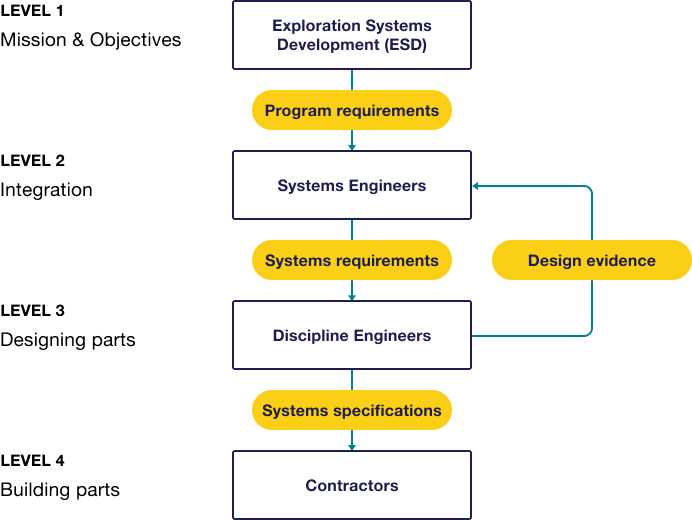 LEVEL 1
Mission & Objectives
Exploration Systems
Development (ESD)
Program requirements
LEVEL 2
Integration
Systems Engineers
Systems requirements
Design evidence
LEVEL 3
Designing parts
Discipline Engineers
Systems specifications
LEVEL 4
Building parts
Contractors